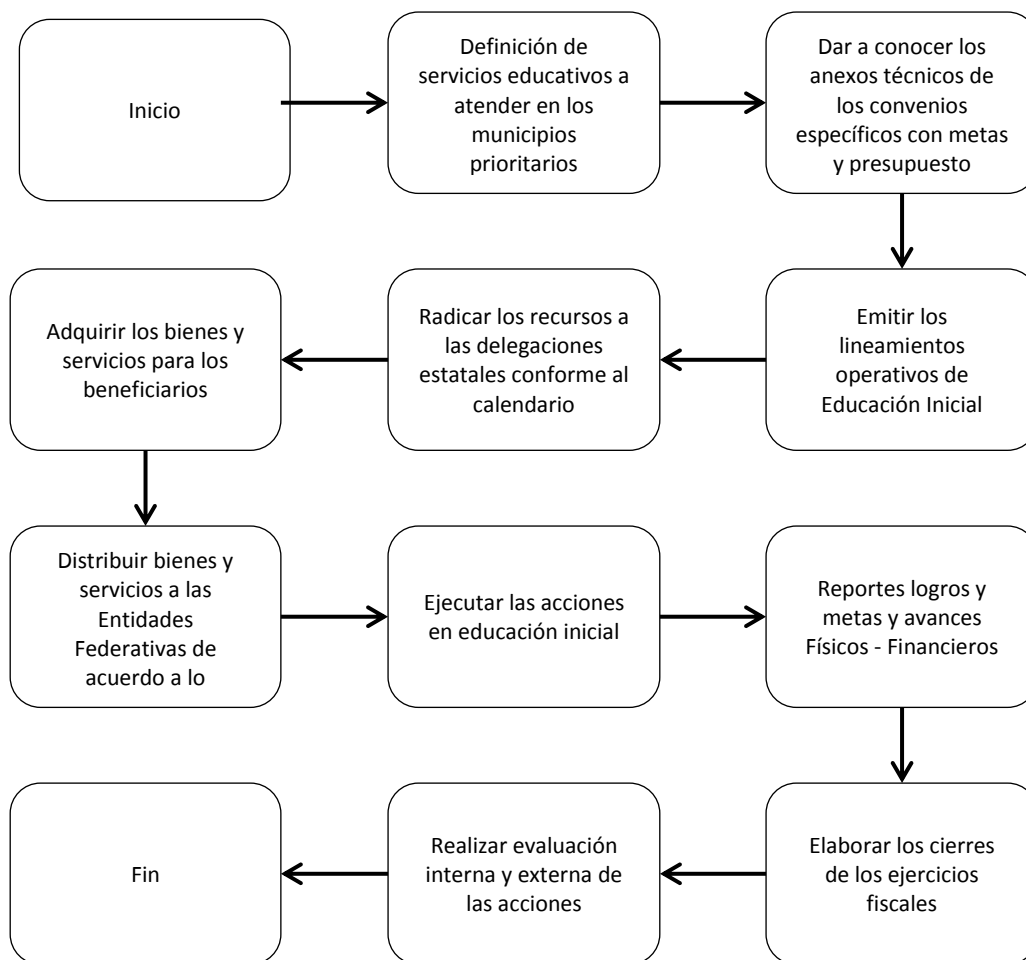 Inicio
Definición de
servicios educativos a
atender en los
municipios
prioritarios
Dar a conocer los
anexos técnicos de
los convenios
específicos con metas
y presupuesto
Emitir los
lineamientos
operativos de
Educación Inicial
Radicar los recursos a
las delegaciones
estatales conforme al
calendario
Adquirir los bienes y
servicios para los
beneficiarios
Distribuir bienes y
servicios a las
Entidades
Federativas de
acuerdo a lo
Ejecutar las acciones
en educación inicial
Reportes logros y
metas y avances
Físicos - Financieros
Elaborar los cierres
de los ejercicios
fiscales
Realizar evaluación
interna y externa de
las acciones
Fin